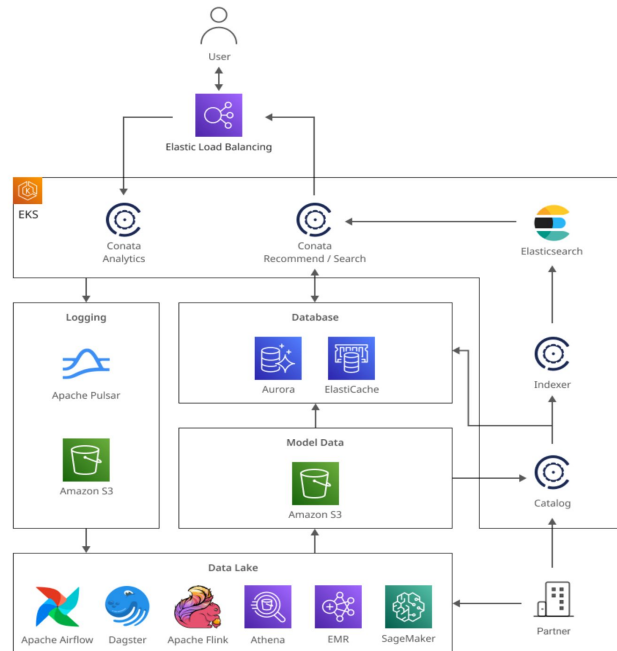 User
Elastic Load Balancing
EKS
Conata
Analytics
Conata
Recommend / Search
Elasticsearch
Logging
Apache Pulsar
Amazon S3
Database
Aurora
ElastiCache
Indexer
Model Data
Amazon S3
Catalog
Data Lake
Apache Airflow
Dagster
Apache Flink
Athena
EMR
SageMaker
Partner